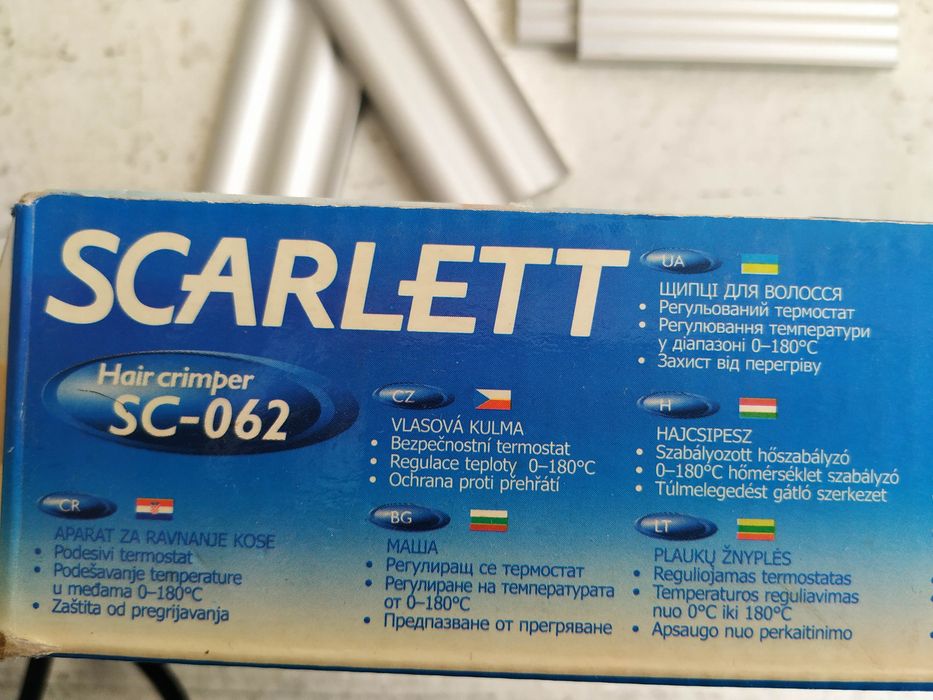 SCARLETT
Hair crimper
SC-062
CR
APARAT ZA RAVNANJE KOSE
• Podesivi termostat
• Podešavanje temperature
u međama 0–180°C
• Zaštita od pregrijavanja
CZ
VLASOVÁ KULMA
• Bezpečnostní termostat
• Regulace teploty 0–180°C
• Ochrana proti přehřátí
BG
МАША
• Регулиращ се термостат
• Регулиране на температурата
от 0–180°C
• Предпазване от прегряване
UA
ЩИПЦІ ДЛЯ ВОЛОССЯ
• Регульований термостат
• Регулювання температури
у діапазоні 0–180°C
• Захист від перегріву
H
HAJCSIPESZ
• Szabályozott hőszabályzó
• 0–180°C hőmérséklet szabályzó
• Túlmelegedést gátló szerkezet
LT
PLAUKŲ ŽNYPLĖS
• Reguliojamas termostatas
• Temperaturos reguliavimas
nuo 0°C iki 180°C
• Apsaugo nuo perkaitinimo